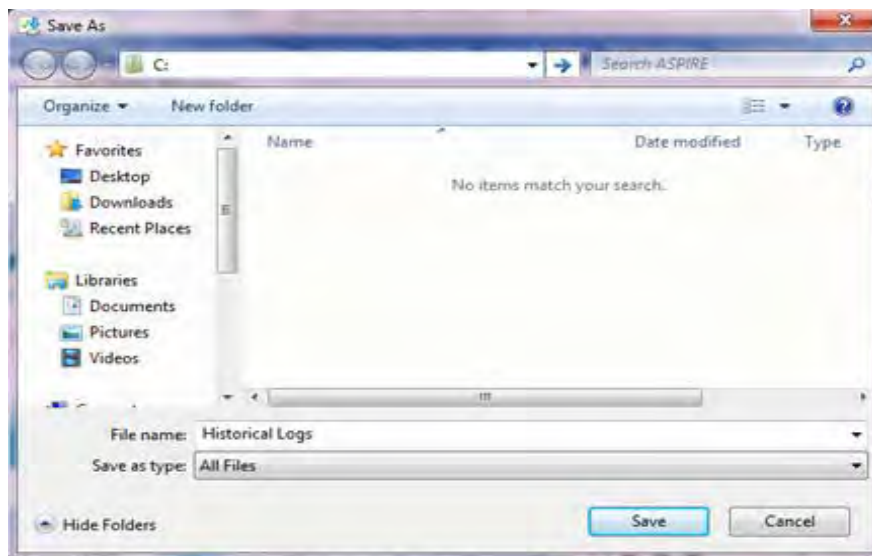 Save As
C:
Search ASPIRE
Organize
New folder
Name
Date modified
Type
Favorites
Desktop
Downloads
Recent Places
No items match your search.
Libraries
Documents
Pictures
Videos
File name: Historical Logs
Save as type: All Files
Hide Folders
Save
Cancel